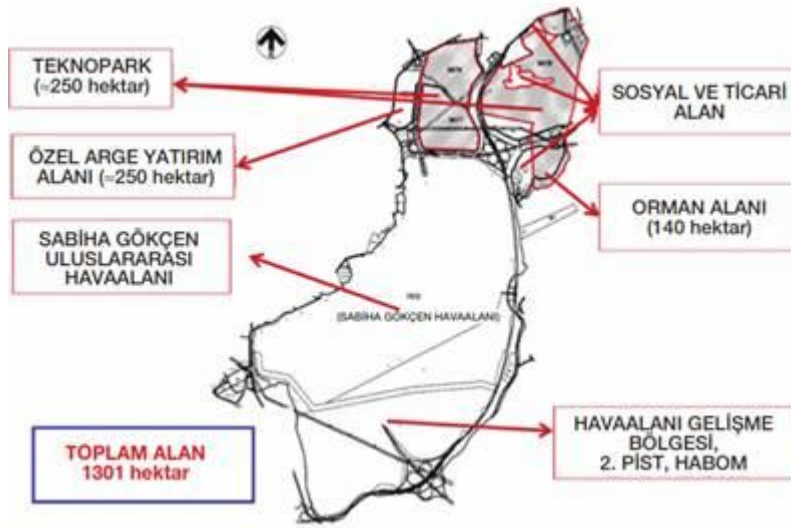 TEKNOPARK
(≈250 hektar)
ÖZEL ARGE YATIRIM
ALANI (≈250 hektar)
SABİHA GÖKÇEN
ULUSLARARASI
HAVAALANI
TOPLAM ALAN
1301 hektar
(SABİHA GÖKÇEN HAVAALANI)
SOSYAL VE TİCARİ
ALAN
ORMAN ALANI
(140 hektar)
HAVAALANI GELİŞME
BÖLGESİ,
2. PİST, HABOM